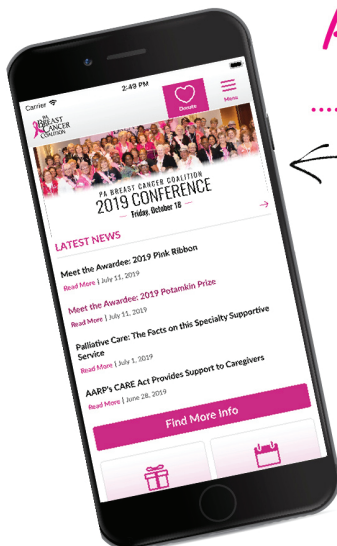 A
Carrier 2:49 PM
PA
BREAST
CANCER
COALITION
Donate
Menu
PA BREAST CANCER COALITION
2019 CONFERENCE
Friday, October 18
LATEST NEWS
Meet the Awardee: 2019 Pink Ribbon
Read More | July 11, 2019
Meet the Awardee: 2019 Potamkin Prize
Read More | July 11, 2019
Palliative Care: The Facts on this Specialty Supportive
Service
Read More | July 1, 2019
AARP's CARE Act Provides Support to Caregivers
Read More | June 28, 2019
Find More Info